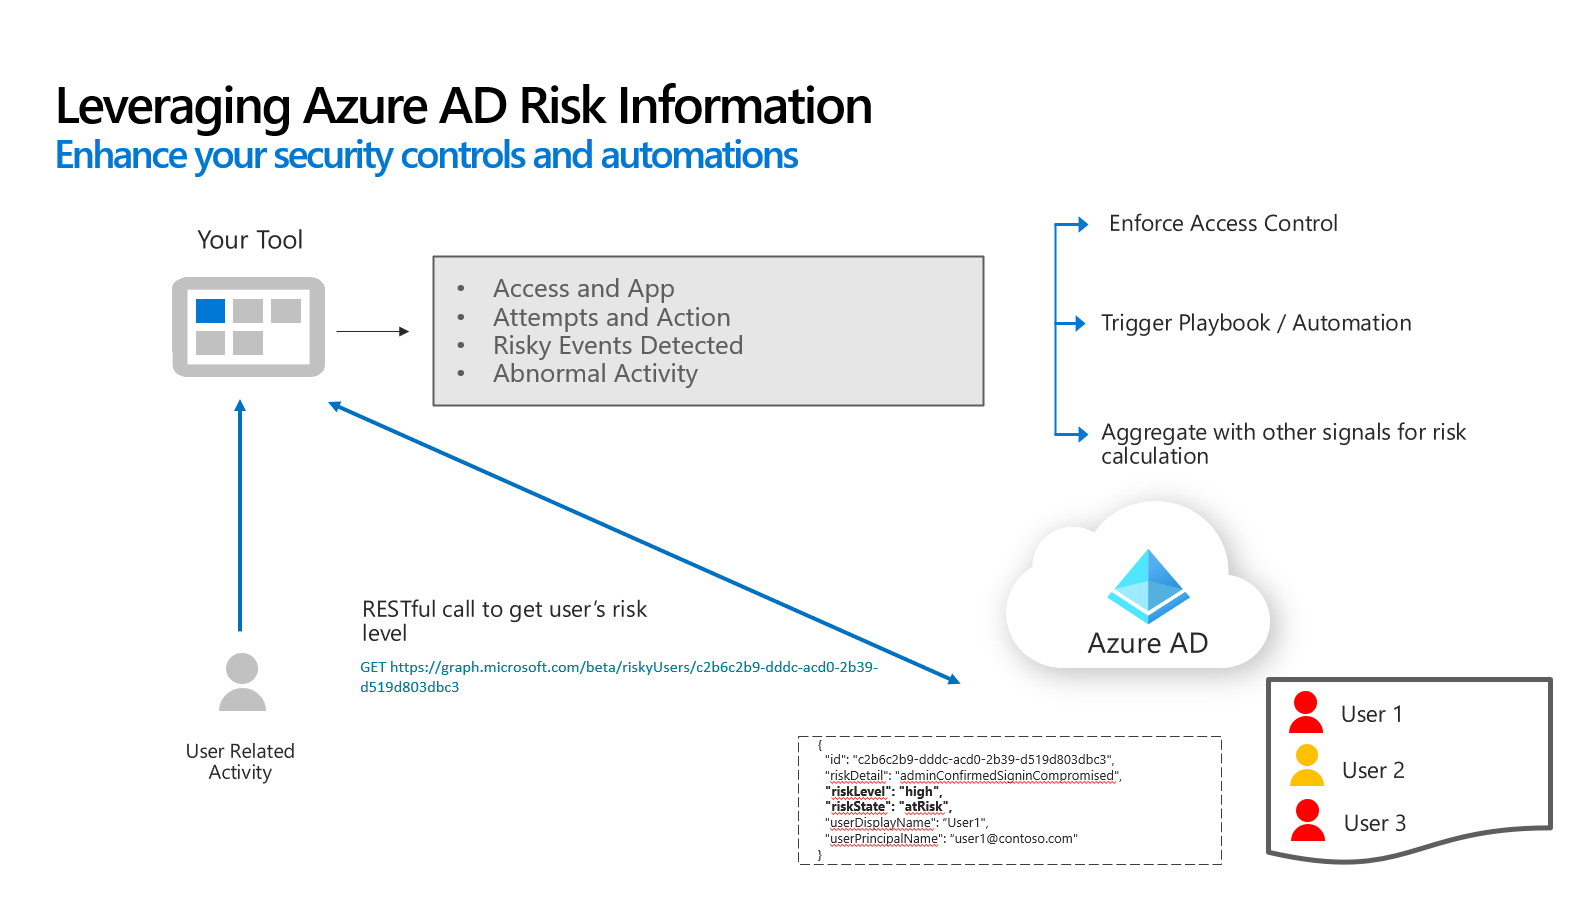 Leveraging Azure AD Risk Information
Enhance your security controls and automations
Your Tool
• Access and App
• Attempts and Action
• Risky Events Detected
• Abnormal Activity
Enforce Access Control
Trigger Playbook / Automation
Aggregate with other signals for risk
calculation
RESTful call to get user’s risk
level
GET https://graph.microsoft.com/beta/riskyUsers/c2b6c2b9-dddc-acd0-2b39-
d519d803dbc3
User Related
Activity
Azure AD
{
"id": "c2b6c2b9-dddc-acd0-2b39-d519d803dbc3",
"riskDetail": "adminConfirmedSigninCompromised",
"riskLevel": "high",
"riskState": "atRisk",
"userDisplayName": “User1",
"userPrincipalName": “user1@contoso.com"
}
User 1
User 2
User 3